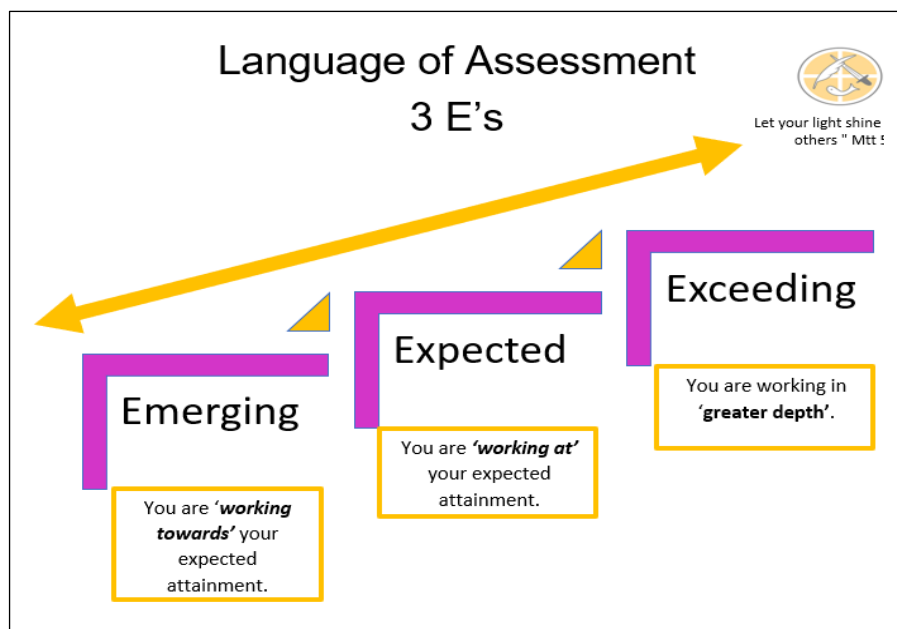 Language of Assessment
3 E's
Let your light shine
others " Mtt 5
Exceeding
You are working in
‘greater depth’.
Expected
You are ‘working at’
your expected
attainment.
Emerging
You are ‘working
towards’ your
expected
attainment.